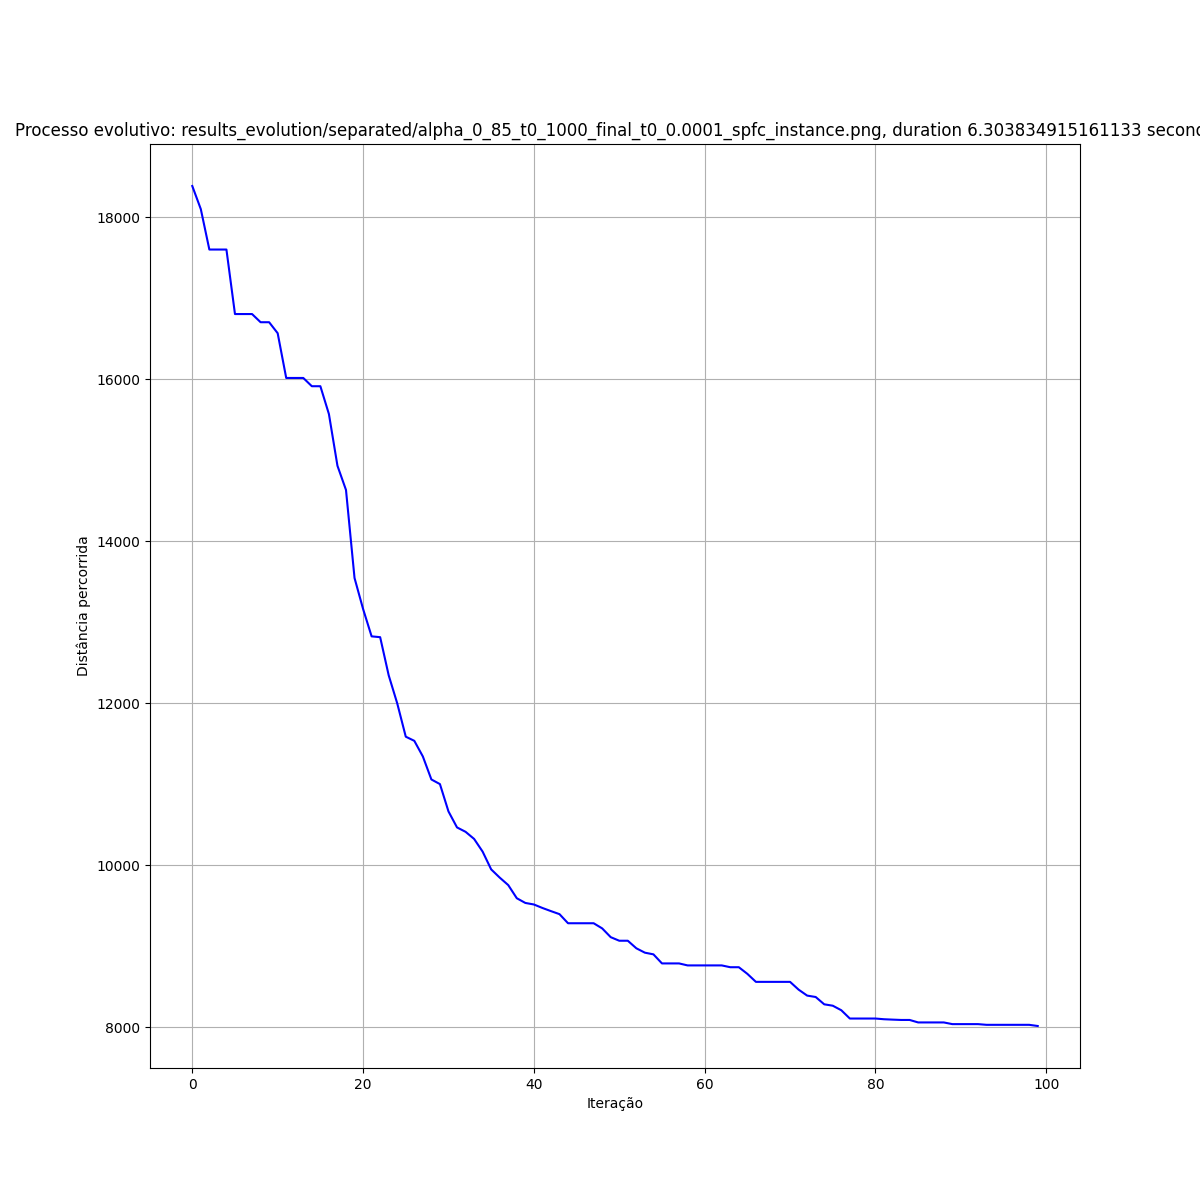 Processo evolutivo: results_evolution/separated/alpha_0_85_t0_1000_final_t0_0.0001_spfc_instance.png, duration 6.303834915161133 secon
18000
16000
14000
12000
10000
8000
Distância percorrida
0 20 40 60 80 100
Iteração